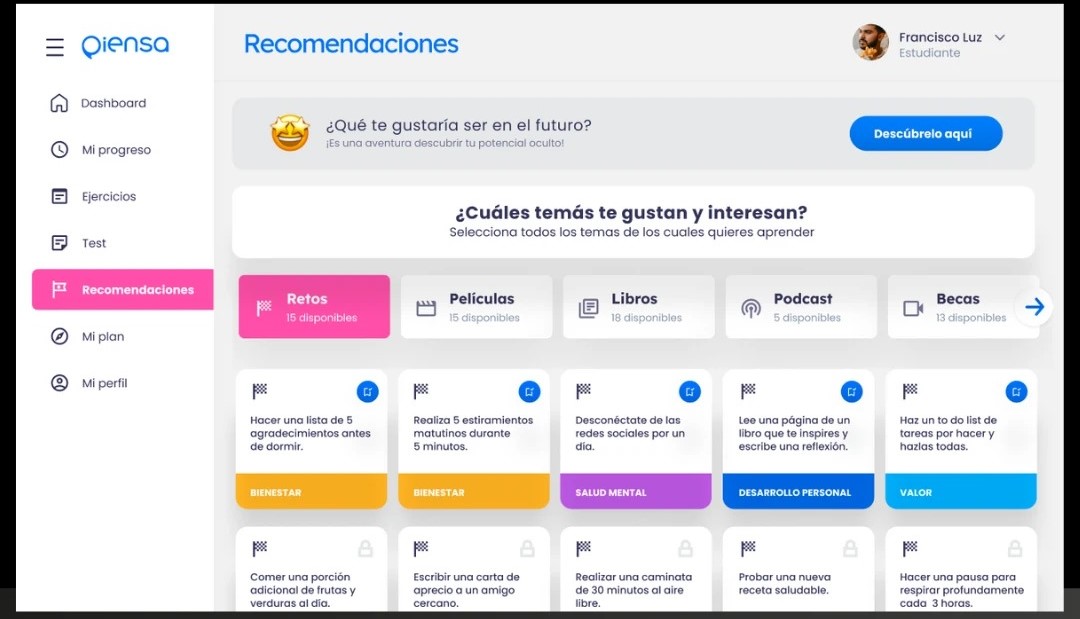 Qiensa
Recomendaciones
Francisco Luz
Estudiante
Dashboard
Mi progreso
Ejercicios
Test
Recomendaciones
Mi plan
Mi perfil
¿Qué te gustaría ser en el futuro?
¡Es una aventura descubrir tu potencial oculto!
Descúbrelo aquí
¿Cuáles temás te gustan y interesan?
Selecciona todos los temas de los cuales quieres aprender
Retos
15 disponibles
Películas
15 disponibles
Libros
18 disponibles
Podcast
5 disponibles
Becas
13 disponibles
Hacer una lista de 5
agradecimientos antes
de dormir.
BIENESTAR
Realiza 5 estiramientos
matutinos durante
5 minutos.
BIENESTAR
Desconéctate de las
redes sociales por un
día.
SALUD MENTAL
Lee una página de un
libro que te inspires y
escribe una reflexión.
DESARROLLO PERSONAL
Haz un to do list de
tareas por hacer y
hazlas todas.
VALOR
Comer una porción
adicional de frutas y
verduras al día.
Escribir una carta de
aprecio a un amigo
cercano.
Realizar una caminata
de 30 minutos al aire
libre.
Probar una nueva
receta saludable.
Hacer una pausa para
respirar profundamente
cada 3 horas.